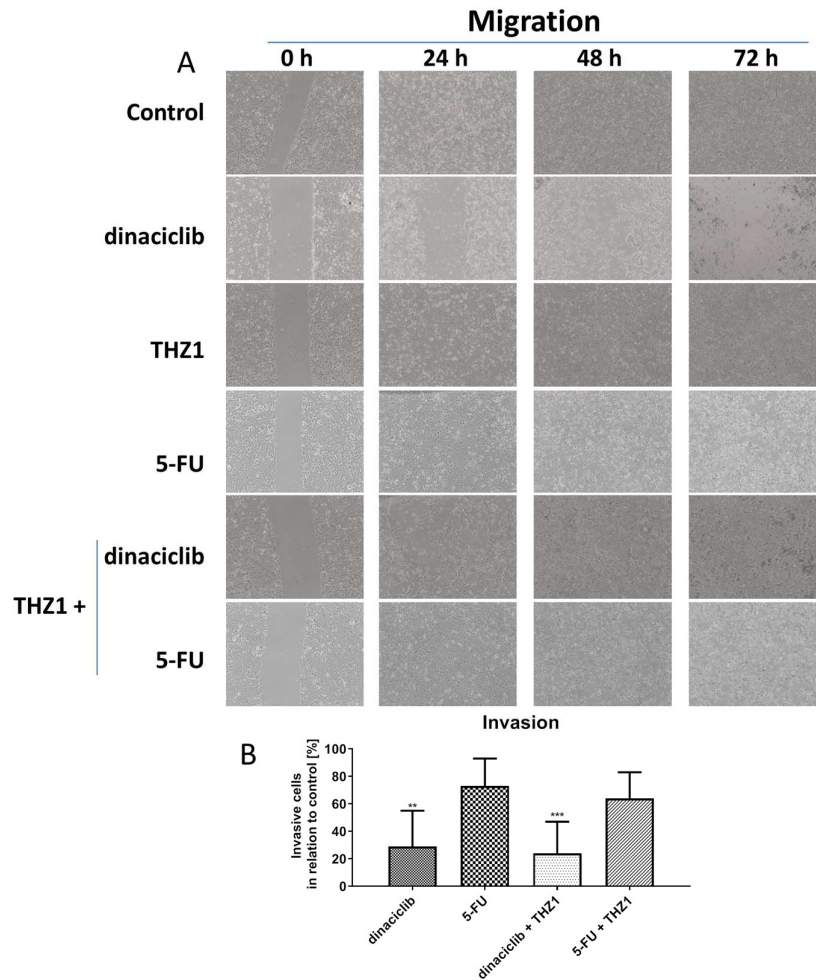 Migration
A
0 h 24 h 48 h 72 h
Control
dinaciclib
THZ1
5-FU
dinaciclib
THZ1 +
5-FU
Invasion
B
Invasive cells
in relation to control [%]
100
80
60
40
20
0
**
***
dinaciclib
5-FU
dinaciclib + THZ1
5-FU + THZ1